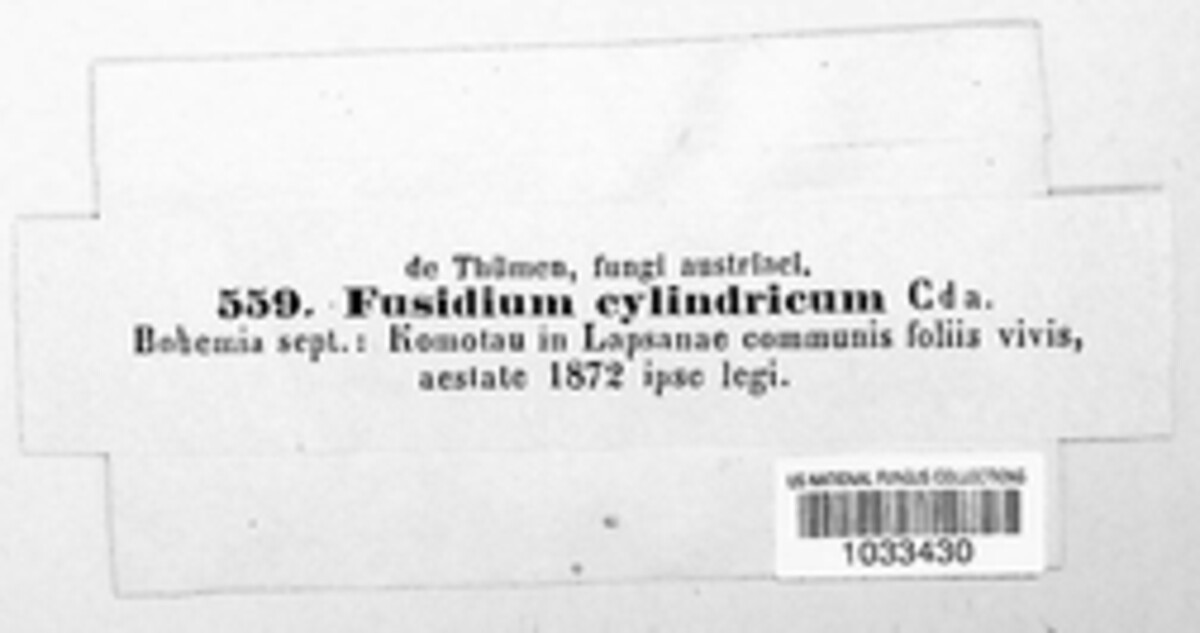 de Thümen, fungi austriaci.
559. Fusidium cylindricum Cda.
Bohemia sept.: Komotau in Lapsanae communis foliis vivis,
aestate 1872 ipse legi.
US NATIONAL FUNGUS COLLECTIONS
1033430